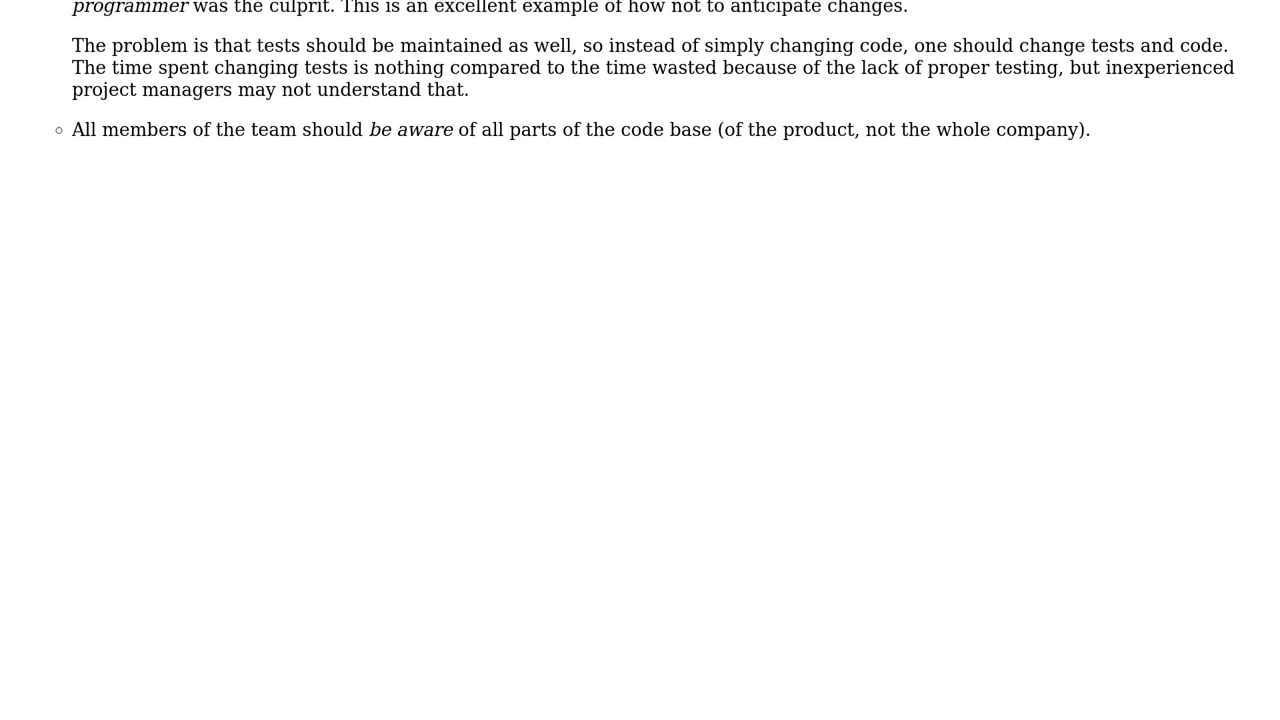 programmer was the culprit. This is an excellent example of how not to anticipate changes.
The problem is that tests should be maintained as well, so instead of simply changing code, one should change tests and code.
The time spent changing tests is nothing compared to the time wasted because of the lack of proper testing, but inexperienced
project managers may not understand that.
All members of the team should be aware of all parts of the code base (of the product, not the whole company).